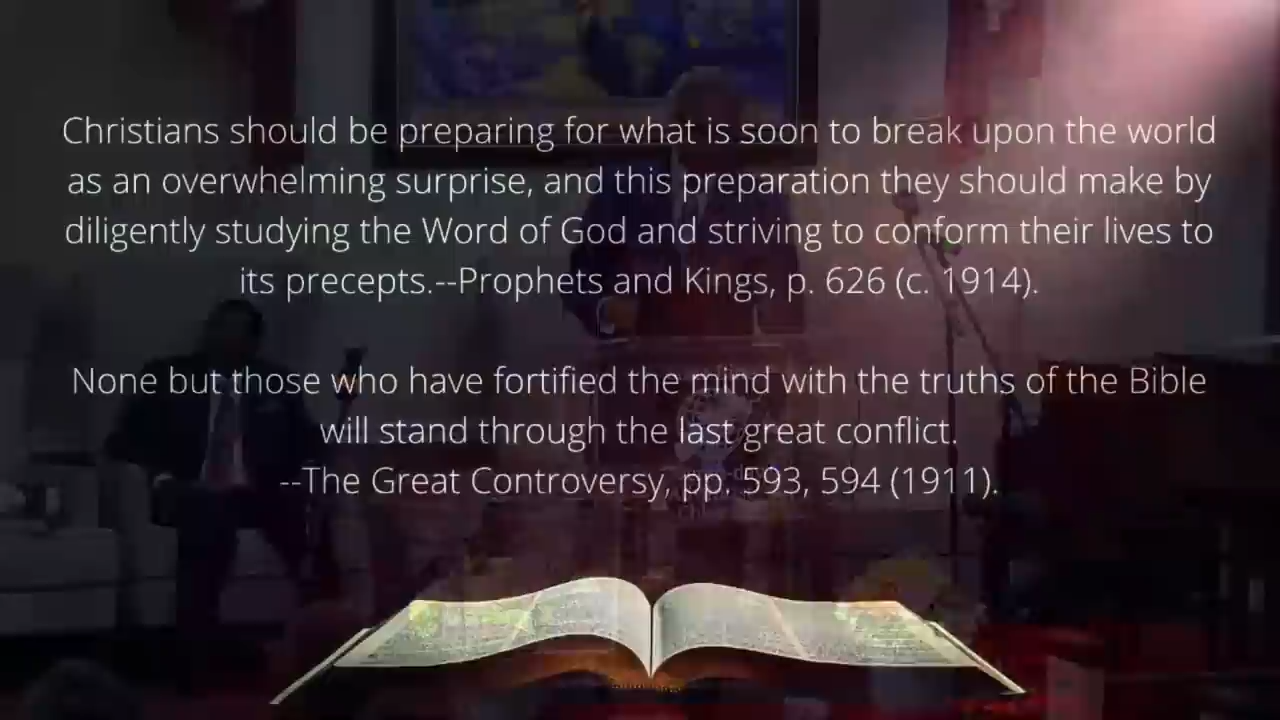 Christians should be preparing for what is soon to break upon the world
as an overwhelming surprise, and this preparation they should make by
diligently studying the Word of God and striving to conform their lives to
its precepts.--Prophets and Kings, p. 626 (c. 1914).
None but those who have fortified the mind with the truths of the Bible
will stand through the last great conflict.
--The Great Controversy, pp. 593, 594 (1911).